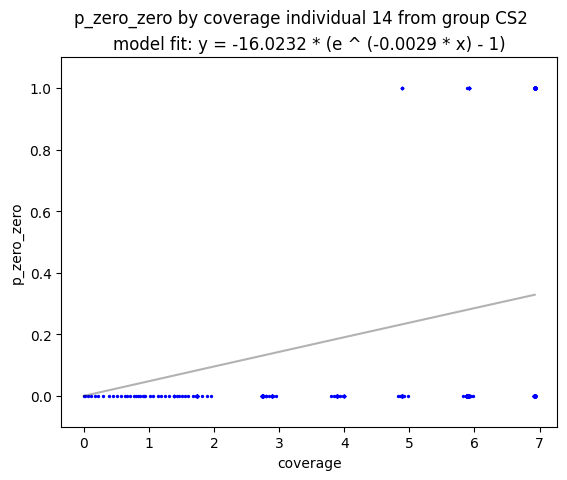 p_zero_zero by coverage individual 14 from group CS2
model fit: y = -16.0232 * (e ^ (-0.0029 * x) - 1)
1.0
0.8
0.6
0.4
0.2
0.0
p_zero_zero
0 1 2 3 4 5 6 7
coverage